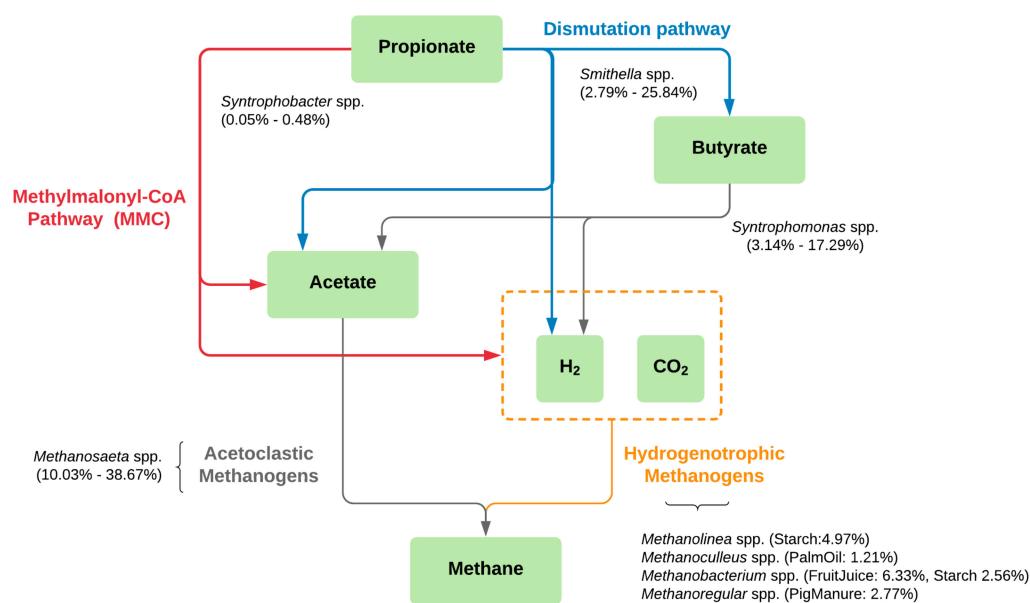 Propionate
Dismutation pathway
Smithella spp.
(2.79% - 25.84%)
Syntrophobacter spp.
(0.05% - 0.48%)
Butyrate
Methylmalonyl-CoA
Pathway (MMC)
Syntrophomonas spp.
(3.14% - 17.29%)
Acetate
H₂
CO₂
Methanosaeta spp.
(10.03% - 38.67%)
Acetoclastic
Methanogens
Hydrogenotrophic
Methanogens
Methanolinea spp. (Starch:4.97%)
Methanoculleus spp. (PalmOil: 1.21%)
Methanobacterium spp. (FruitJuice: 6.33%, Starch 2.56%)
Methanoregular spp. (PigManure: 2.77%)
Methane